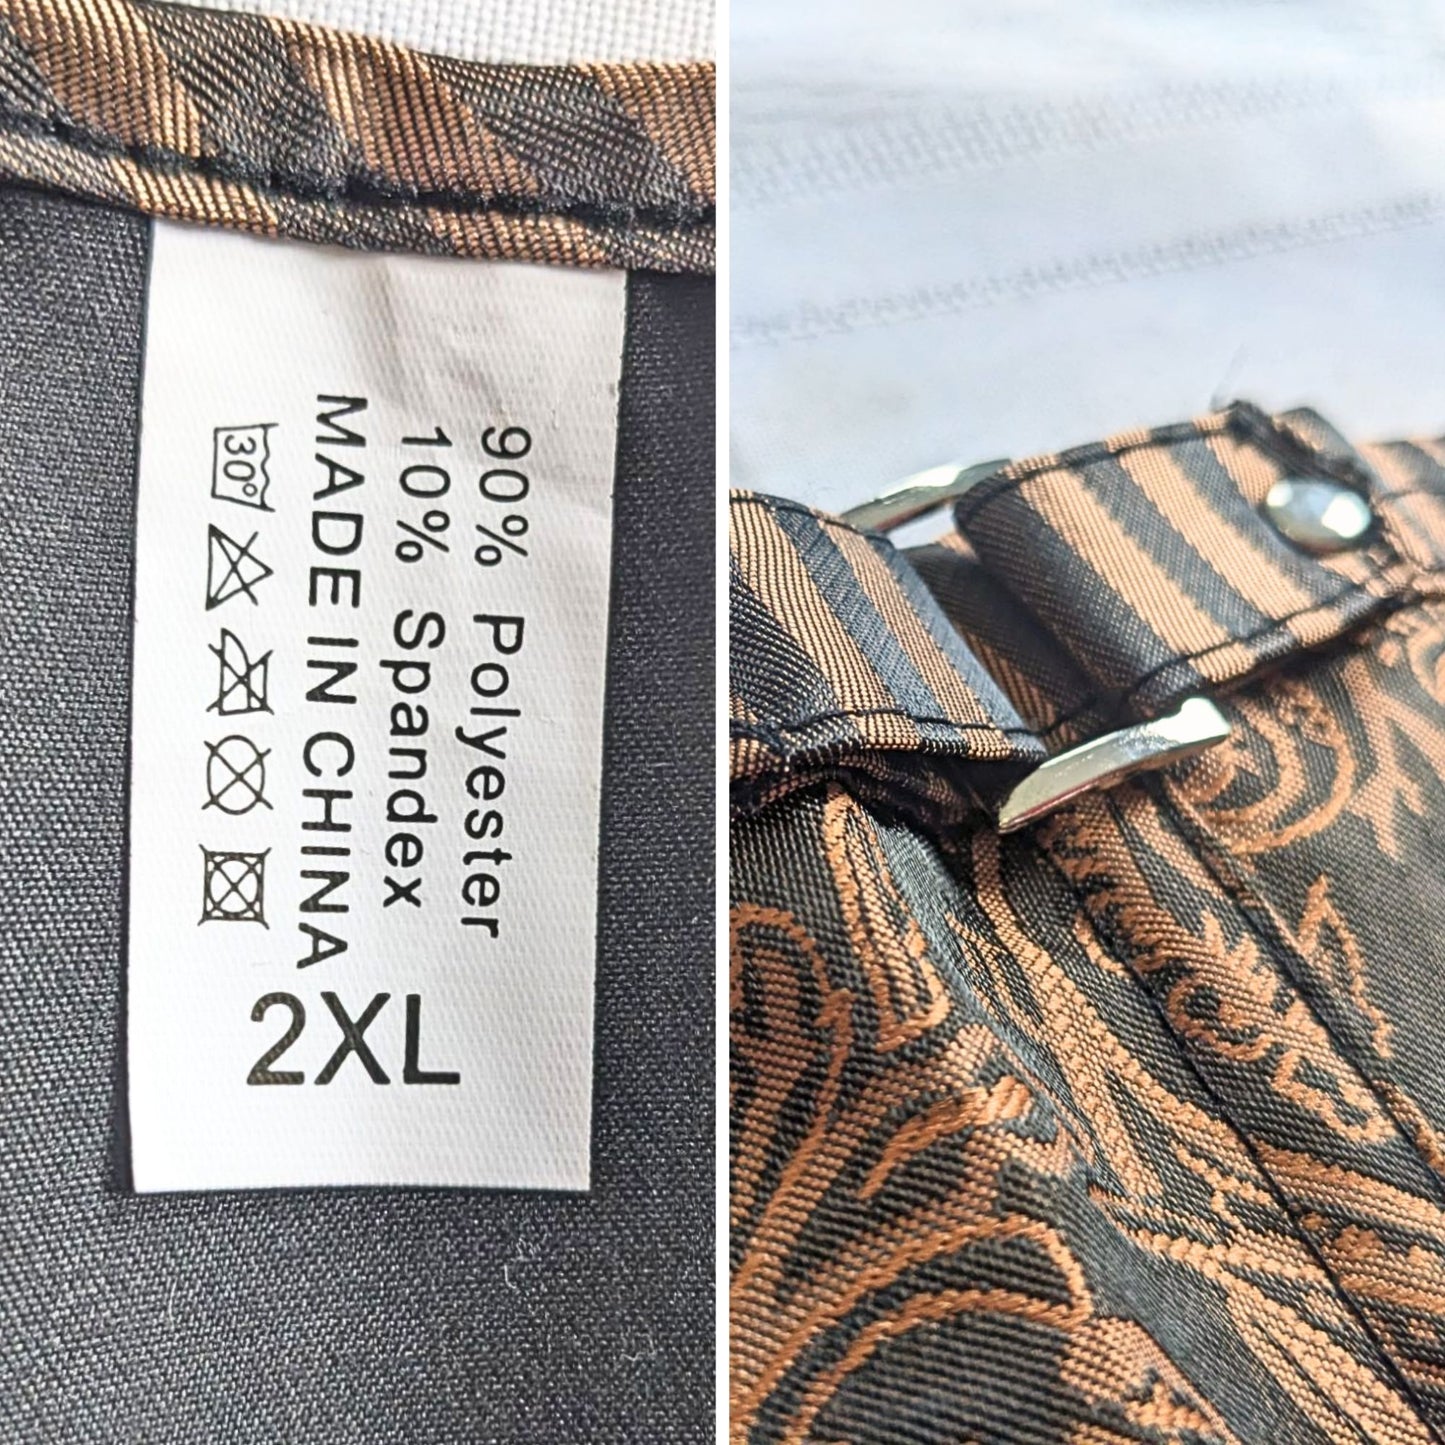 90% Polyester
10% Spandex
MADE IN CHINA
30°
2XL